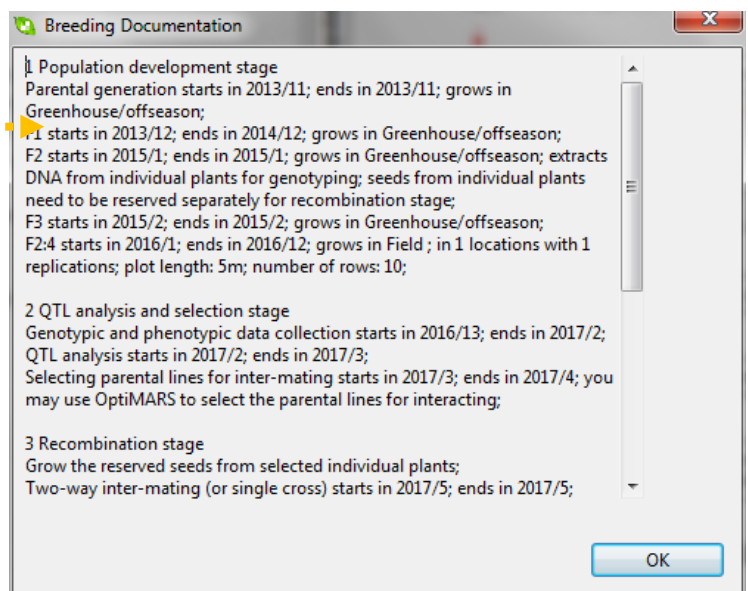 Breeding Documentation
1 Population development stage
Parental generation starts in 2013/11; ends in 2013/11; grows in
Greenhouse/offseason;
F1 starts in 2013/12; ends in 2014/12; grows in Greenhouse/offseason;
F2 starts in 2015/1; ends in 2015/1; grows in Greenhouse/offseason; extracts
DNA from individual plants for genotyping; seeds from individual plants
need to be reserved separately for recombination stage;
F3 starts in 2015/2; ends in 2015/2; grows in Greenhouse/offseason;
F2:4 starts in 2016/1; ends in 2016/12; grows in Field ; in 1 locations with 1
replications; plot length: 5m; number of rows: 10;
2 QTL analysis and selection stage
Genotypic and phenotypic data collection starts in 2016/13; ends in 2017/2;
QTL analysis starts in 2017/2; ends in 2017/3;
Selecting parental lines for inter-mating starts in 2017/3; ends in 2017/4; you
may use OptiMARS to select the parental lines for interacting;
3 Recombination stage
Grow the reserved seeds from selected individual plants;
Two-way inter-mating (or single cross) starts in 2017/5; ends in 2017/5;
OK